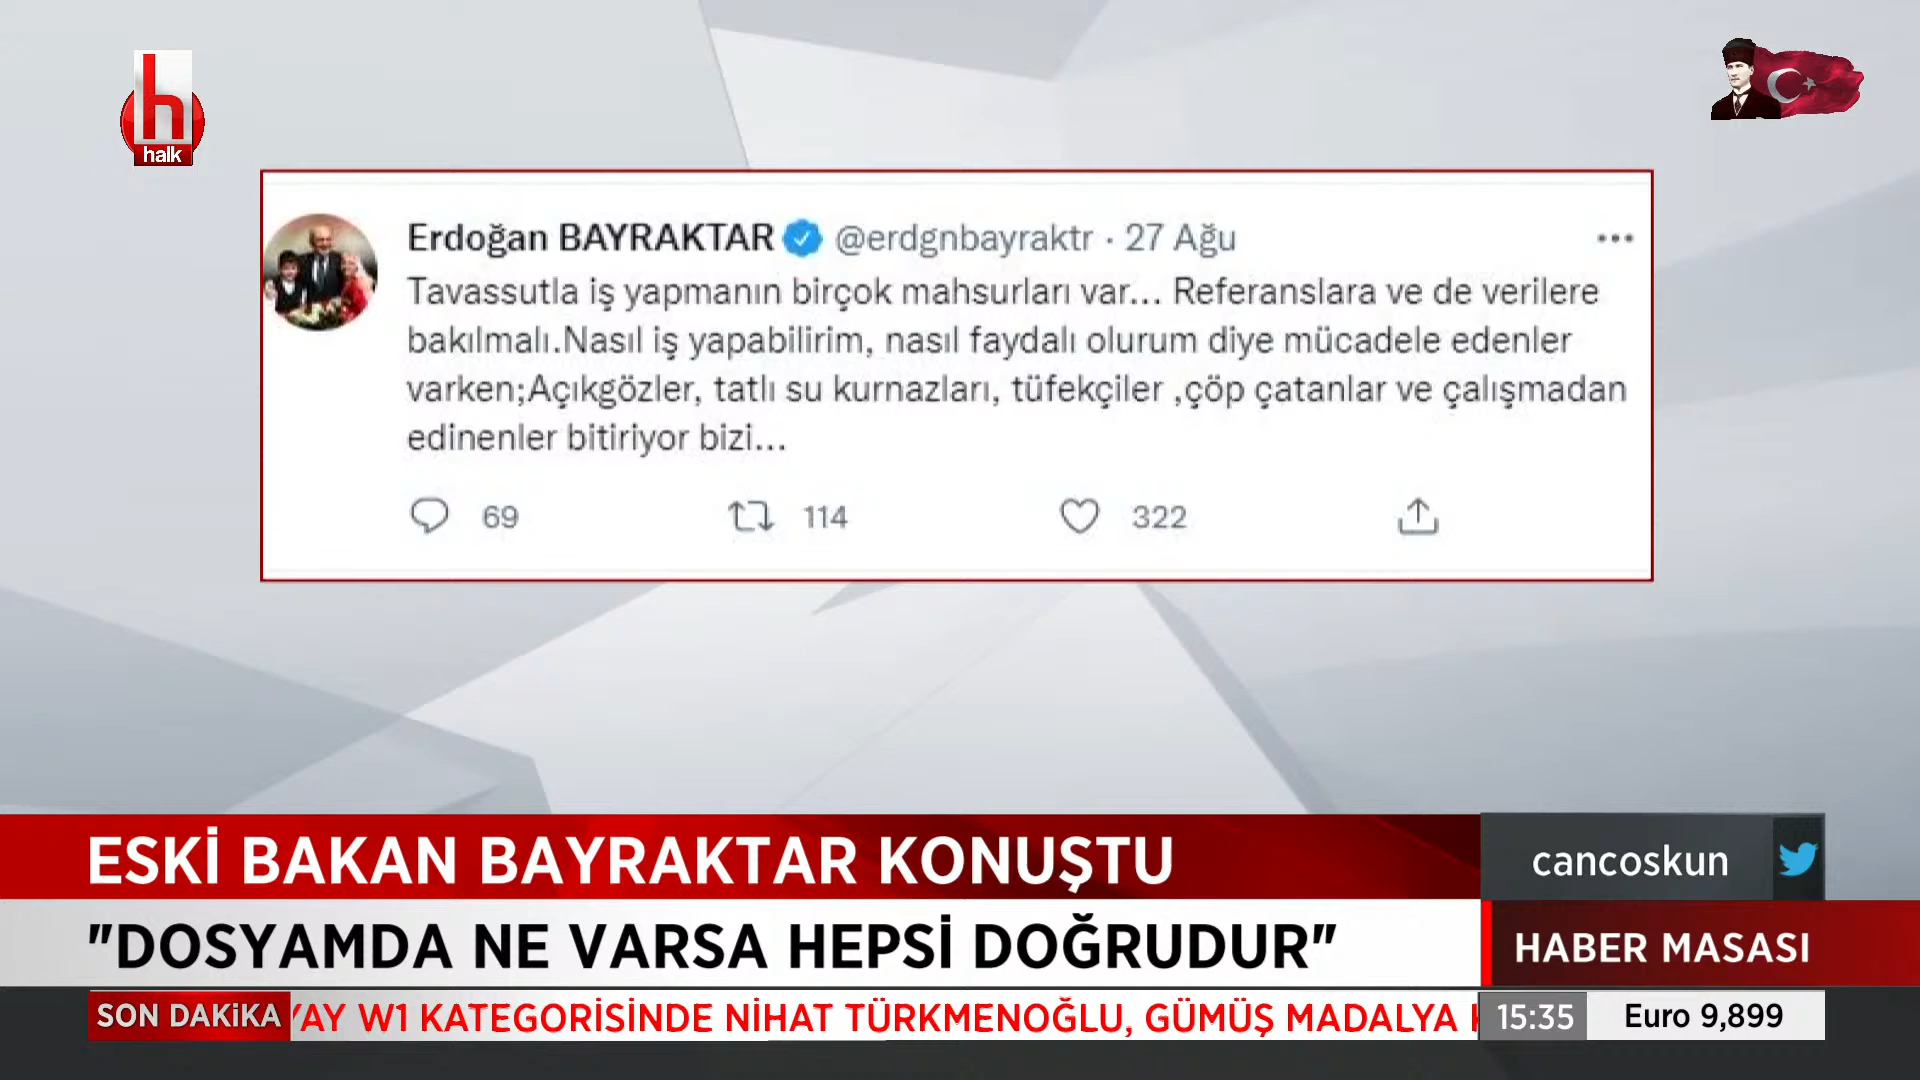 h
halk
Erdoğan BAYRAKTAR @erdgnbayraktr · 27 Ağu
Tavassutla iş yapmanın birçok mahsurları var... Referanslara ve de verilere
bakılmalı.Nasıl iş yapabilirim, nasıl faydalı olurum diye mücadele edenler
varken;Açıkgözler, tatlı su kurnazları, tüfekçiler ,çöp çatanlar ve çalışmadan
edinenler bitiriyor bizi...
69 114 322
ESKİ BAKAN BAYRAKTAR KONUŞTU
cancoskun
"DOSYAMDA NE VARSA HEPSİ DOĞRUDUR"
HABER MASASI
SON DAKiKA YAY W1 KATEGORİSİNDE NİHAT TÜRKMENOĞLU, GÜMÜŞ MADALYA 15:35 Euro 9,899